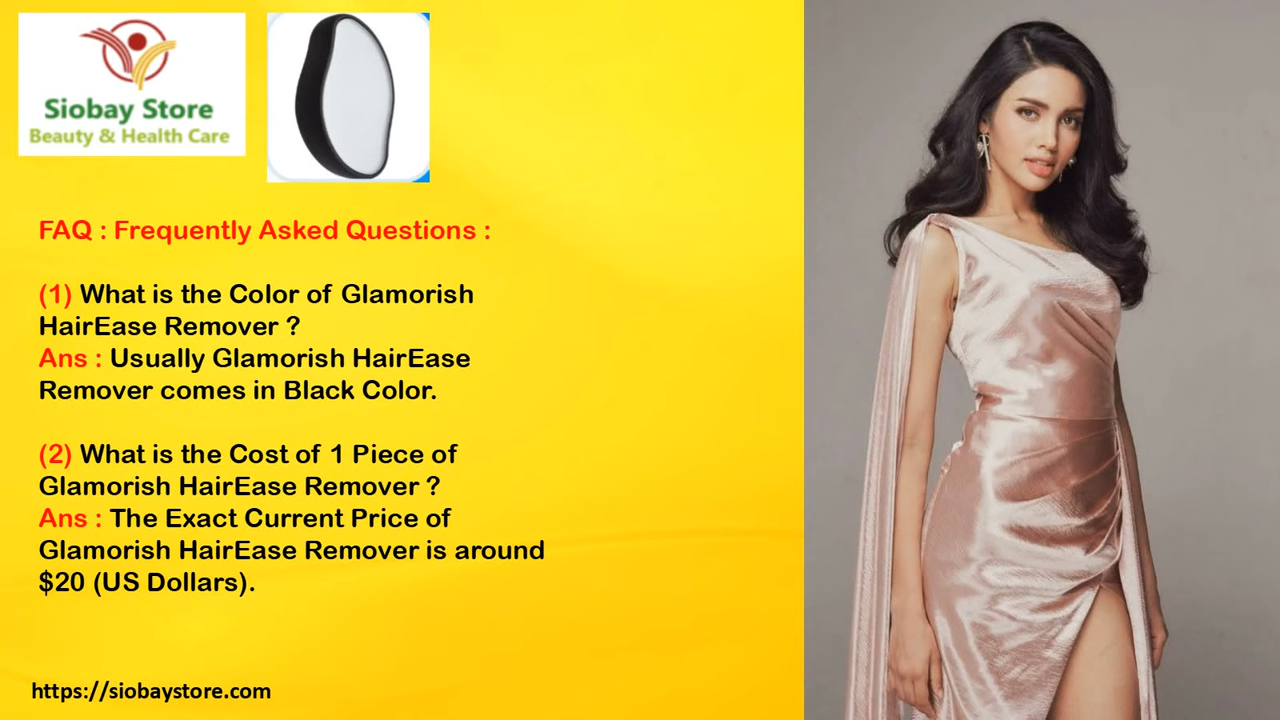 Siobay Store
Beauty & Health Care
FAQ : Frequently Asked Questions :
(1) What is the Color of Glamorish
HairEase Remover ?
Ans : Usually Glamorish HairEase
Remover comes in Black Color.
(2) What is the Cost of 1 Piece of
Glamorish HairEase Remover ?
Ans : The Exact Current Price of
Glamorish HairEase Remover is around
$20 (US Dollars).
https://siobaystore.com